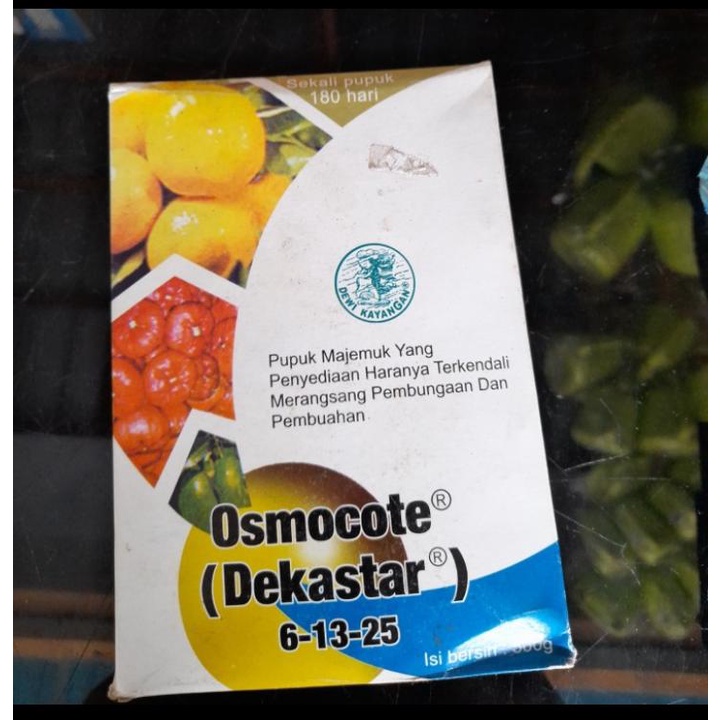 Sekali pupuk
180 hari
DEWI KAYANGAN®
Pupuk Majemuk Yang
Penyediaan Haranya Terkendali
Merangsang Pembungaan Dan
Pembuahan
Osmocote®
(Dekastar®)
6-13-25
Isi bersih :